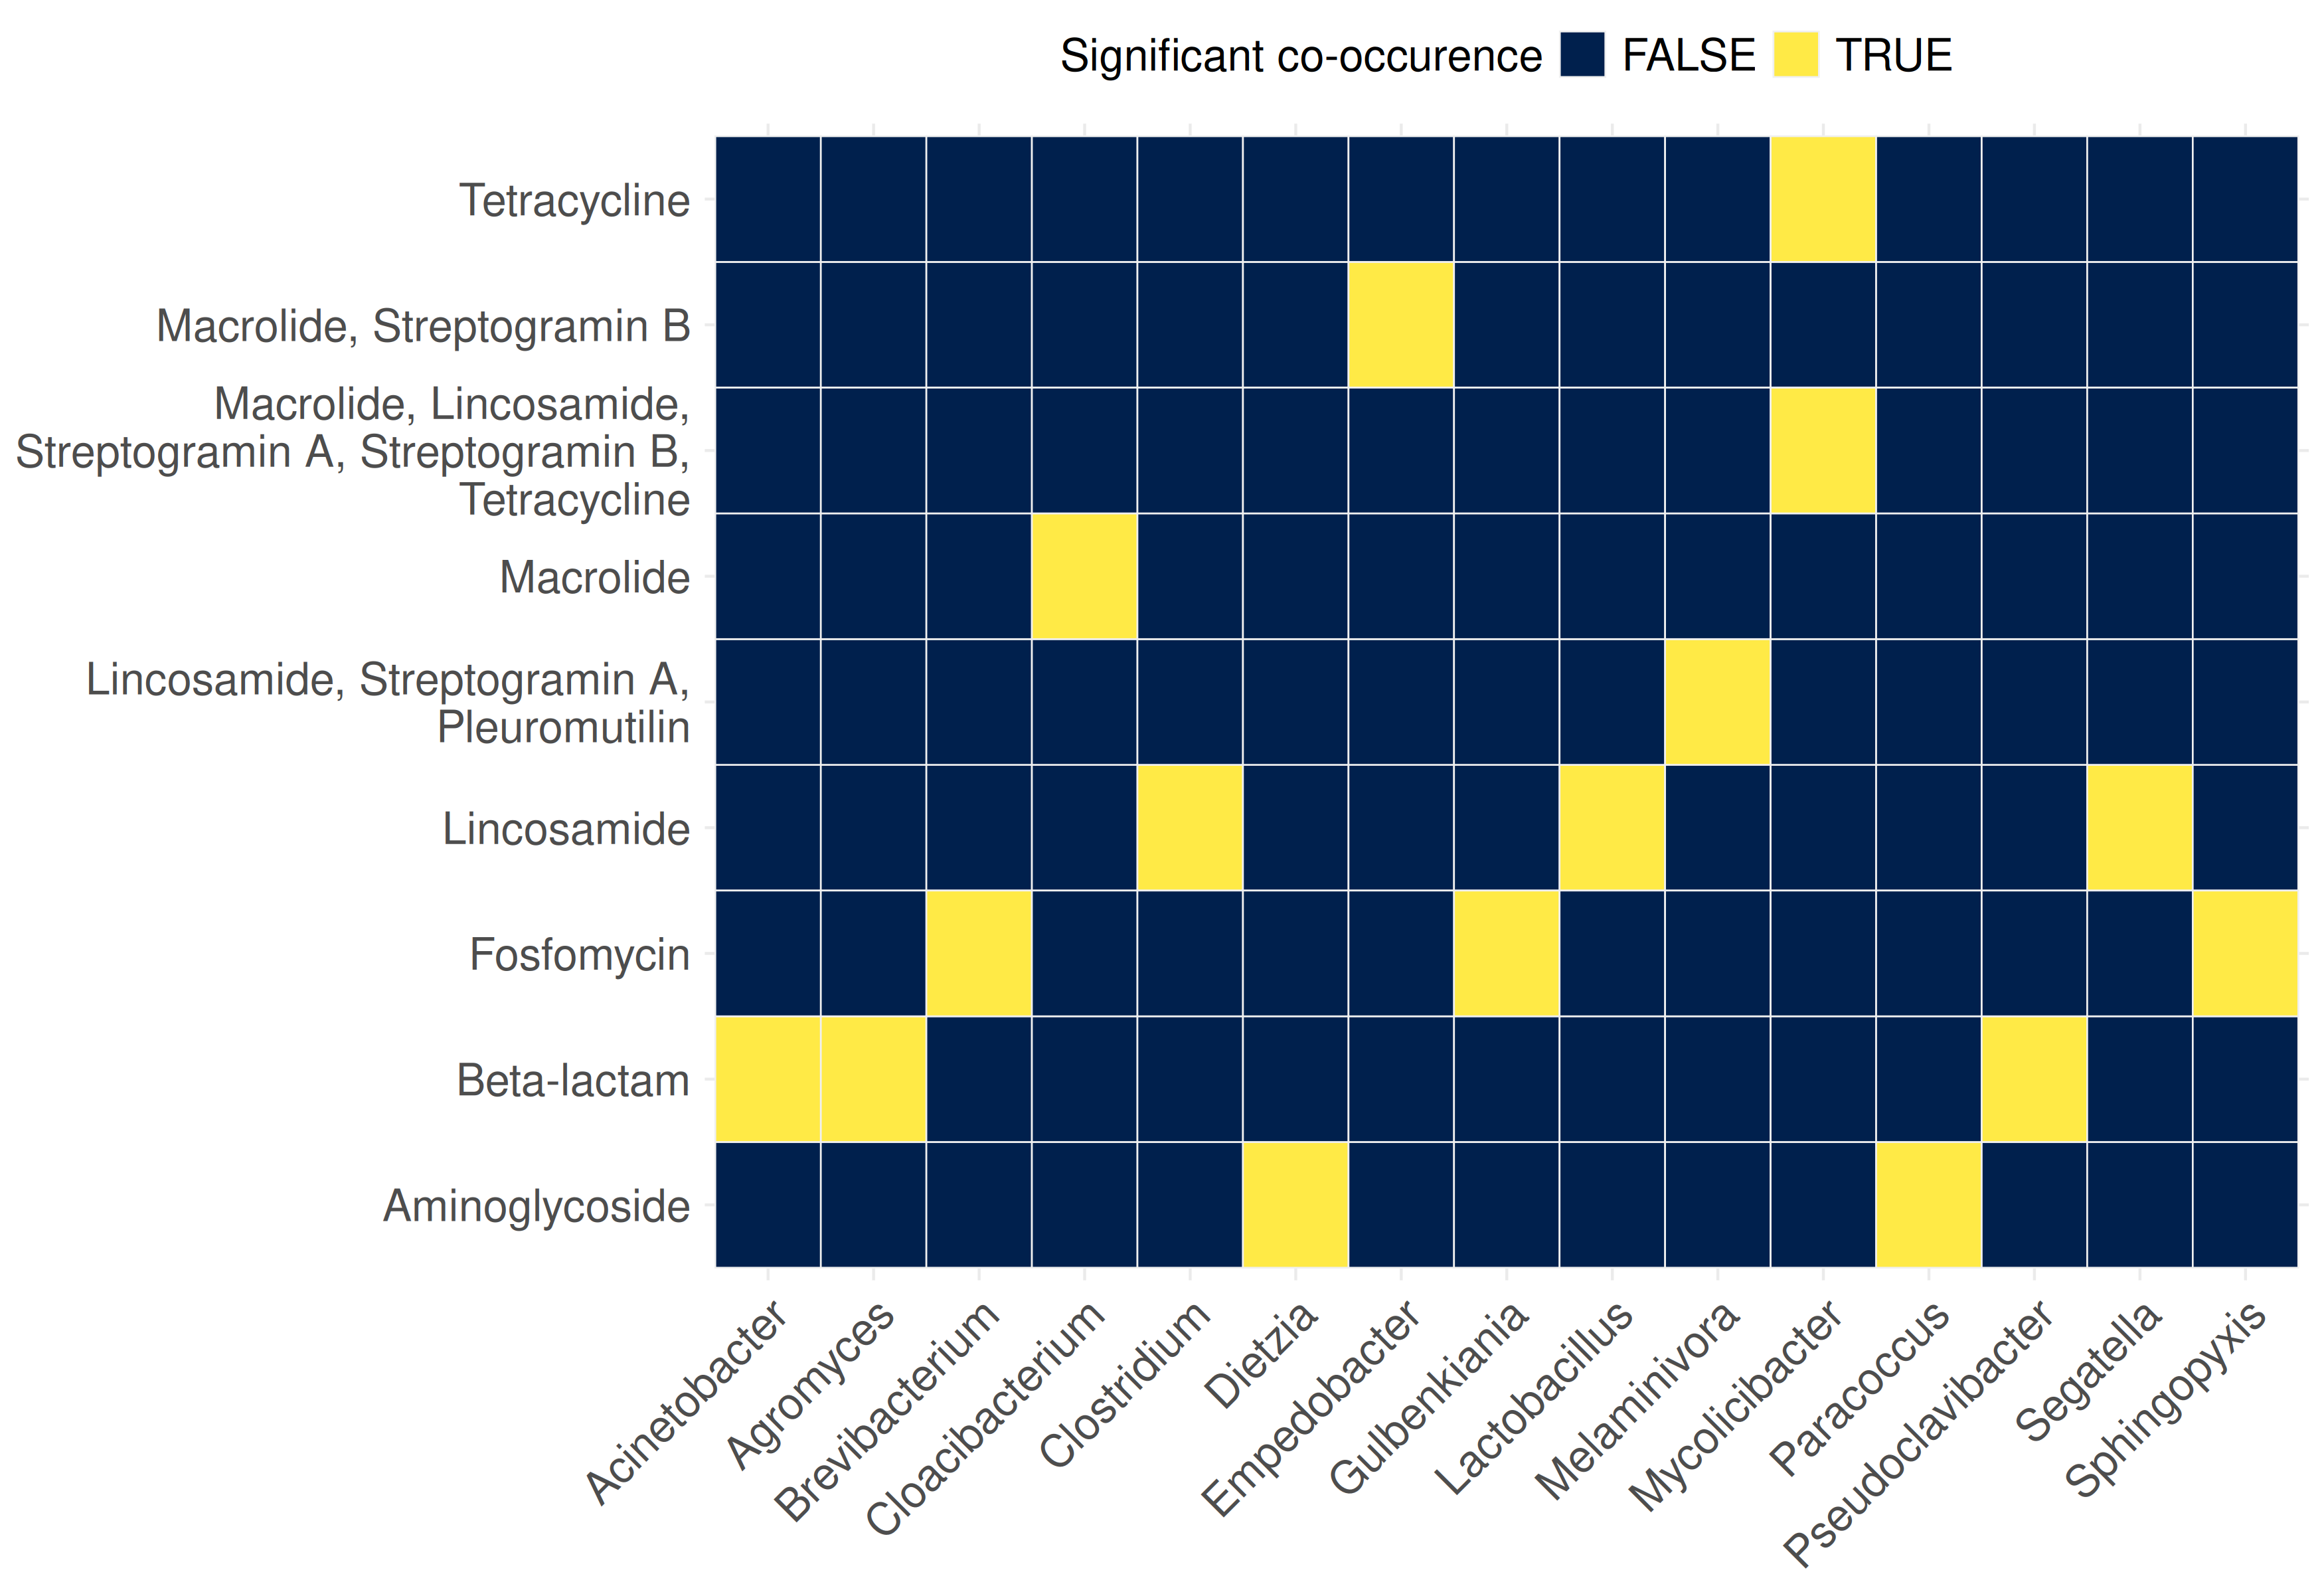 Significant co-occurence FALSE TRUE
Tetracycline
Macrolide, Streptogramin B
Macrolide, Lincosamide,
Streptogramin A, Streptogramin B,
Tetracycline
Macrolide
Lincosamide, Streptogramin A,
Pleuromutilin
Lincosamide
Fosfomycin
Beta-lactam
Aminoglycoside
Acinetobacter
Agromyces
Brevibacterium
Cloacibacterium
Clostridium
Dietzia
Empedobacter
Gulbenkiania
Lactobacillus
Melaminivora
Mycolicibacter
Paracoccus
Pseudoclavibacter
Segatella
Sphingopyxis